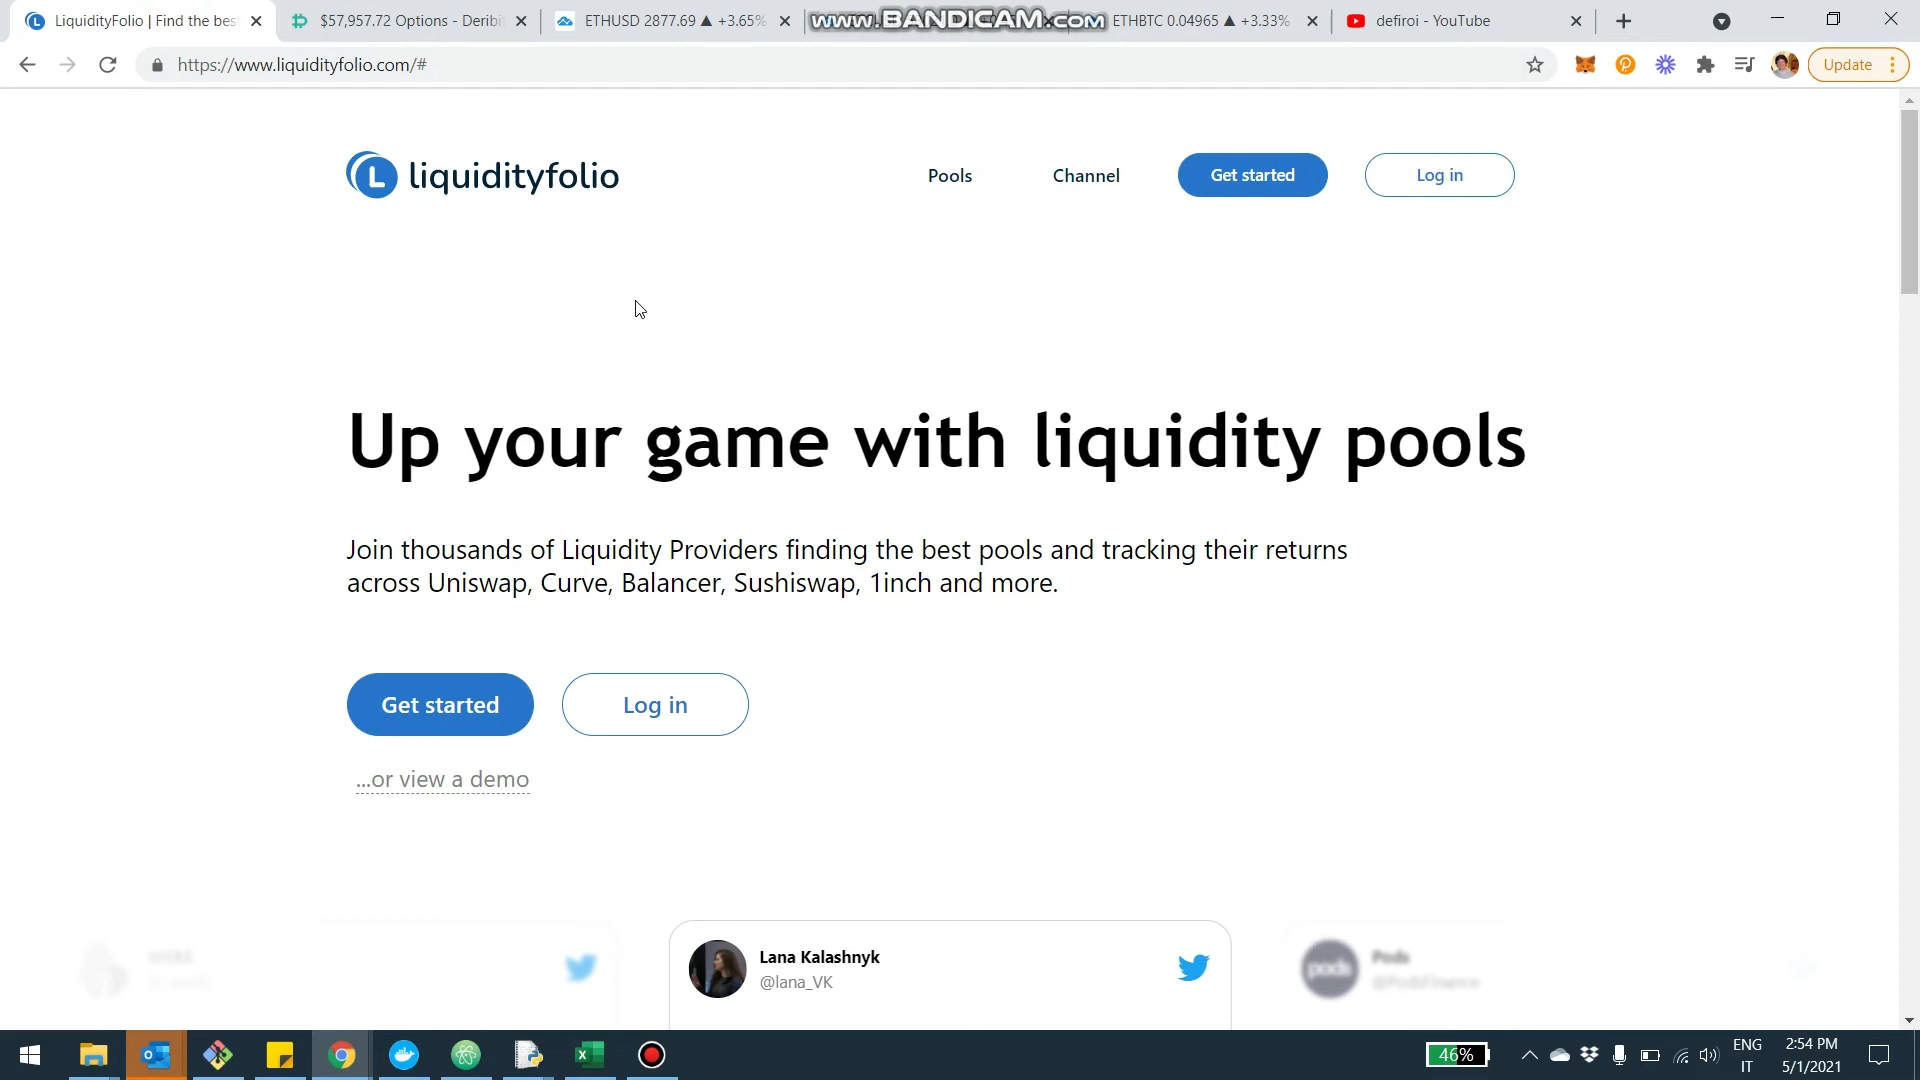 LiquidityFolio | Find the bes
$57,957.72 Options - Deribi
ETHUSD 2877.69 ▲ +3.65%
www.BANDICAM.com
ETHBTC 0.04965 ▲ +3.33%
defiroi - YouTube
https://www.liquidityfolio.com/#
Update
liquidityfolio
Pools
Channel
Get started
Log in
Up your game with liquidity pools
Join thousands of Liquidity Providers finding the best pools and tracking their returns
across Uniswap, Curve, Balancer, Sushiswap, 1inch and more.
Get started
Log in
...or view a demo
Lana Kalashnyk
@lana_VK
pods
Pods
@PodsFinance
46%
ENG
IT
2:54 PM
5/1/2021